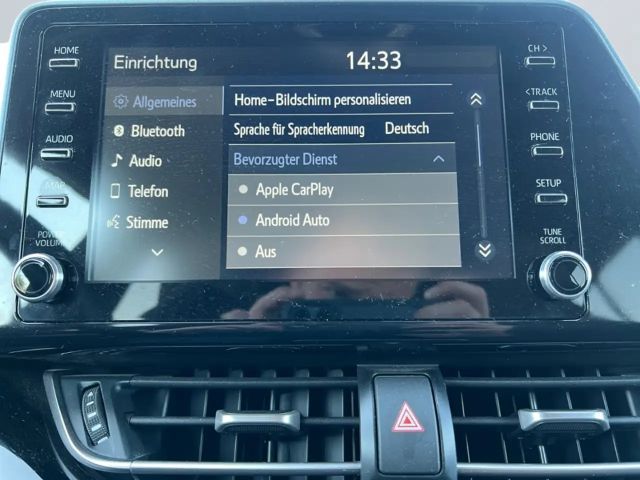 HOME
MENU
AUDIO
MAP
POWER
VOLUME
Einrichtung
14:33
Allgemeines
Bluetooth
Audio
Telefon
Stimme
Home-Bildschirm personalisieren
Sprache für Spracherkennung Deutsch
Bevorzugter Dienst
Apple CarPlay
Android Auto
Aus
CH >
< TRACK
PHONE
SETUP
TUNE
SCROLL